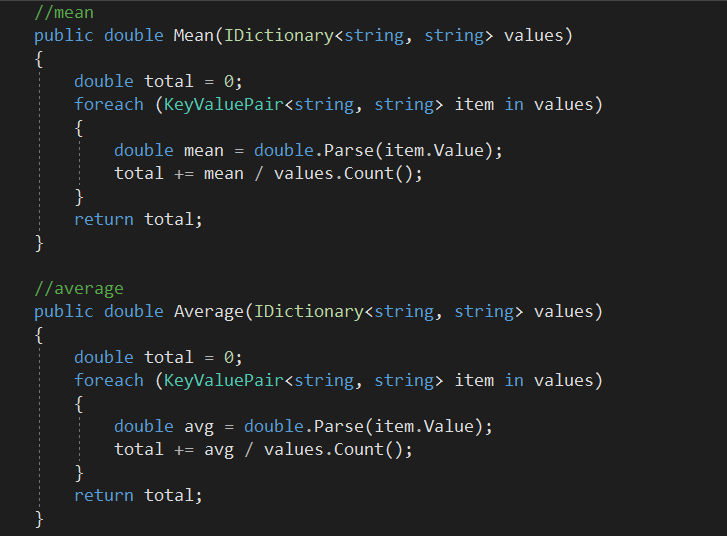 //mean
public double Mean(IDictionary<string, string> values)
{
double total = 0;
foreach (KeyValuePair<string, string> item in values)
{
double mean = double.Parse(item.Value);
total += mean / values.Count();
}
return total;
}
//average
public double Average(IDictionary<string, string> values)
{
double total = 0;
foreach (KeyValuePair<string, string> item in values)
{
double avg = double.Parse(item.Value);
total += avg / values.Count();
}
return total;
}